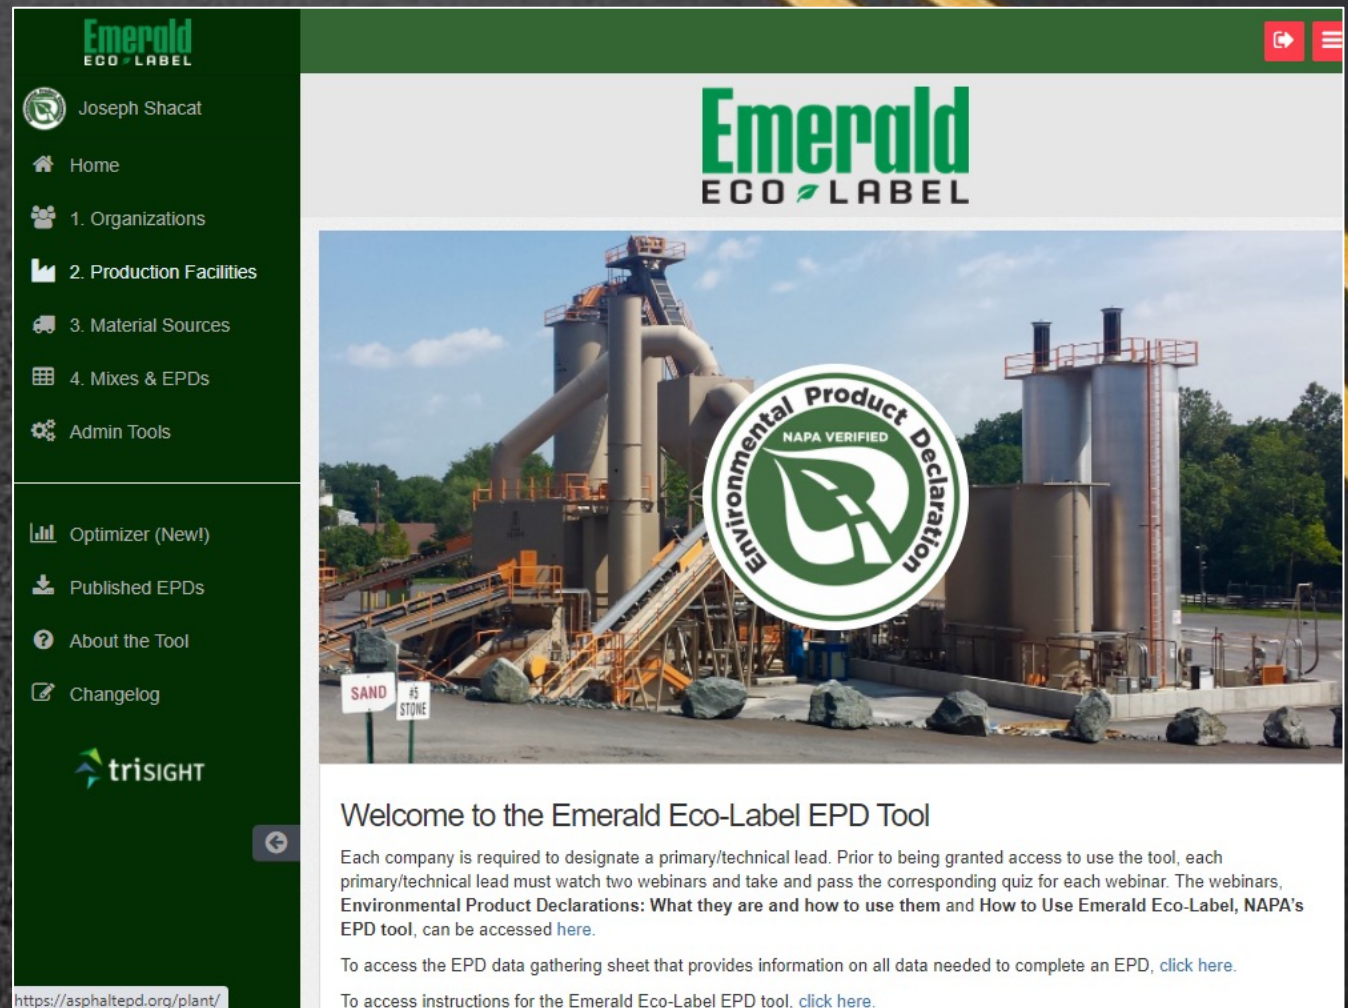 Emerald
ECO LABEL
Joseph Shacat
Home
1. Organizations
2. Production Facilities
3. Material Sources
4. Mixes & EPDs
Admin Tools
Optimizer (New!)
Published EPDs
About the Tool
Changelog
triSIGHT
https://asphaltepd.org/plant/
Emerald
ECO LABEL
Environmental Product Declaration
NAPA VERIFIED
SAND
#5
STONE
Welcome to the Emerald Eco-Label EPD Tool
Each company is required to designate a primary/technical lead. Prior to being granted access to use the tool, each
primary/technical lead must watch two webinars and take and pass the corresponding quiz for each webinar. The webinars,
Environmental Product Declarations: What they are and how to use them and How to Use Emerald Eco-Label, NAPA's
EPD tool, can be accessed here.
To access the EPD data gathering sheet that provides information on all data needed to complete an EPD, click here.
To access instructions for the Emerald Eco-Label EPD tool, click here.